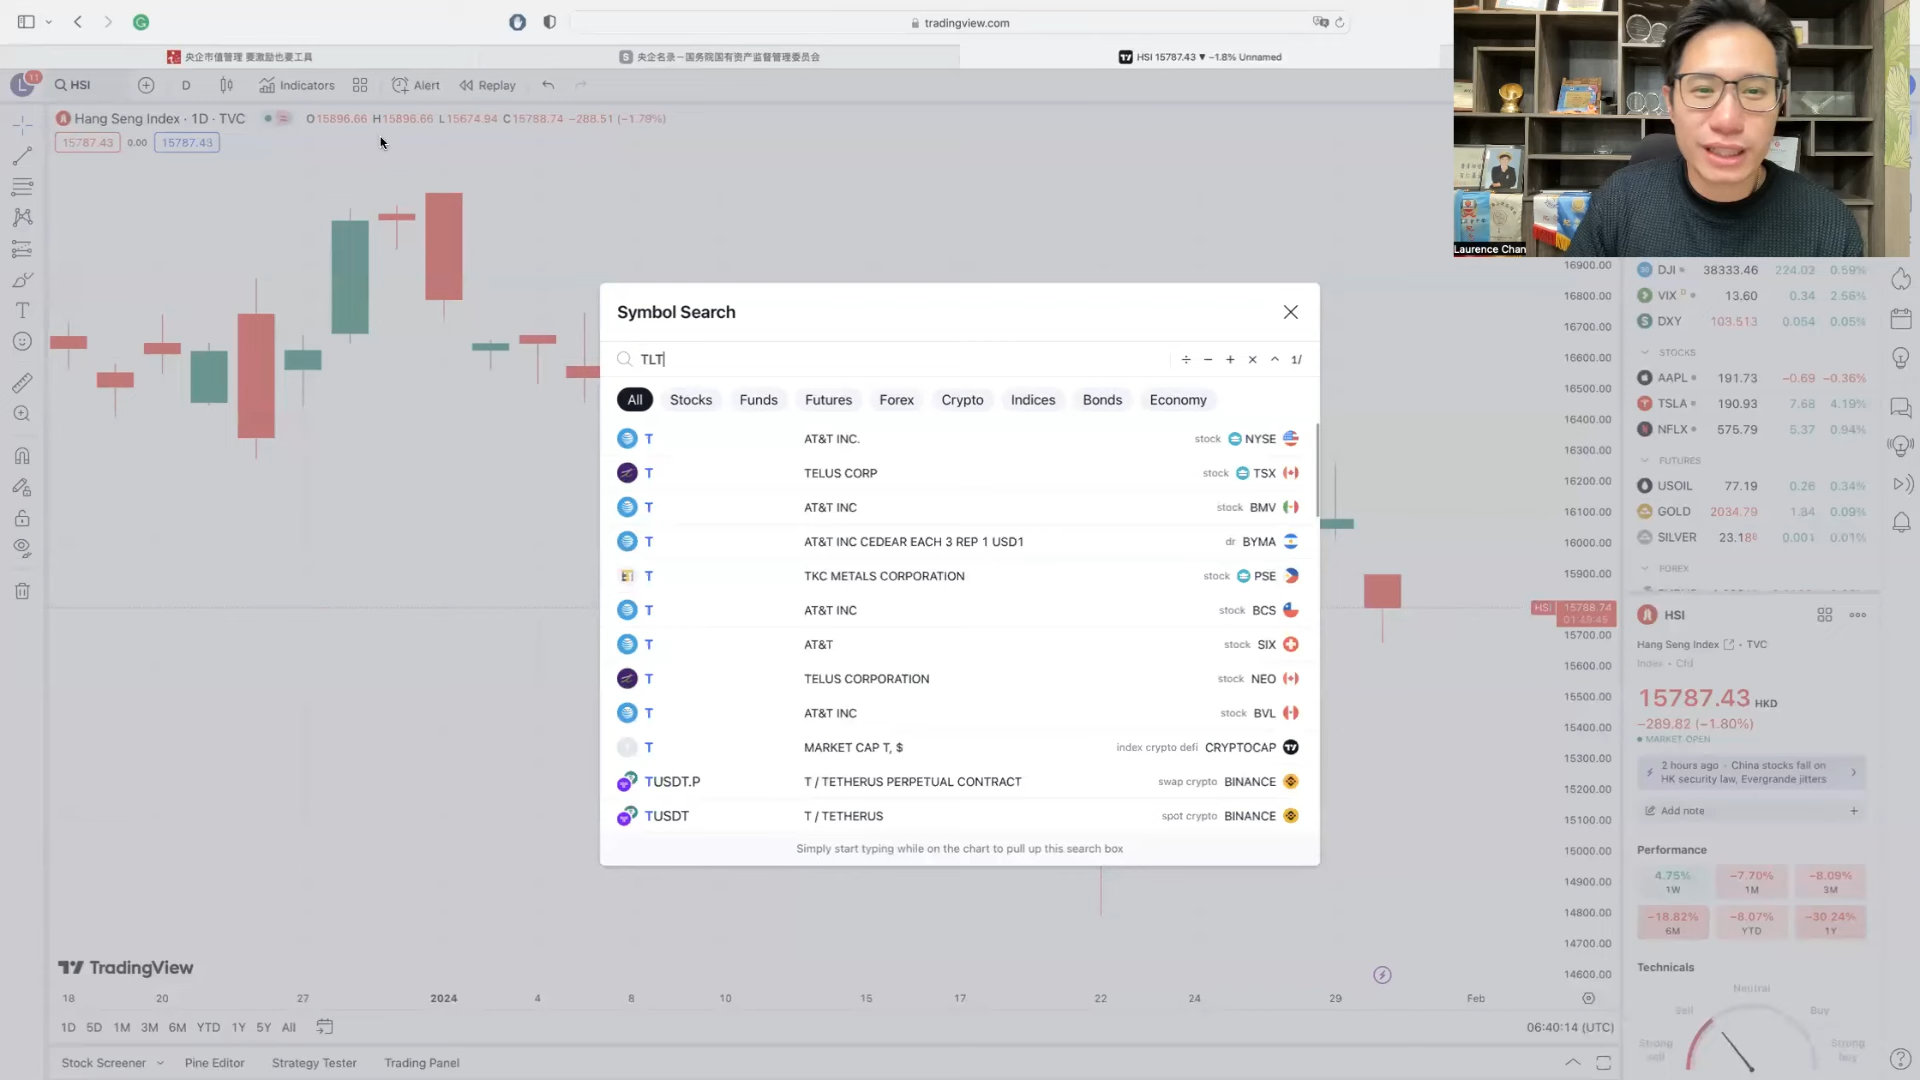 tradingview.com
央企市值管理 要激励也要工具
央企名录－国务院国有资产监督管理委员会
HSI 15787.43 ▼ −1.8% Unnamed
L 11
HSI
D
Indicators
Alert
Replay
Hang Seng Index · 1D · TVC
O15896.66 H15896.66 L15674.94 C15788.74 −288.51 (−1.79%)
15787.43 0.00 15787.43
Laurence Chan
Symbol Search
TLT
÷ − + × ^ 1/
All Stocks Funds Futures Forex Crypto Indices Bonds Economy
T AT&T INC. stock NYSE
T TELUS CORP stock TSX
T AT&T INC stock BMV
T AT&T INC CEDEAR EACH 3 REP 1 USD1 dr BYMA
T TKC METALS CORPORATION stock PSE
T AT&T INC stock BCS
T AT&T stock SIX
T TELUS CORPORATION stock NEO
T AT&T INC stock BVL
T MARKET CAP T, $ index crypto defi CRYPTOCAP
TUSDT.P T / TETHERUS PERPETUAL CONTRACT swap crypto BINANCE
TUSDT T / TETHERUS spot crypto BINANCE
Simply start typing while on the chart to pull up this search box
16900.00
16800.00
16700.00
16600.00
16500.00
16400.00
16300.00
16200.00
16100.00
16000.00
15900.00
HSI 15788.74
01:49:45
15700.00
15600.00
15500.00
15400.00
15300.00
15200.00
15100.00
15000.00
14900.00
14800.00
14700.00
14600.00
DJI 38333.46 224.02 0.59%
VIX D 13.60 0.34 2.56%
DXY 103.513 0.054 0.05%
STOCKS
AAPL 191.73 −0.69 −0.36%
TSLA 190.93 7.68 4.19%
NFLX 575.79 5.37 0.94%
FUTURES
USOIL 77.19 0.26 0.34%
GOLD 2034.79 1.84 0.09%
SILVER 23.188 0.001 0.01%
FOREX
HSI
Hang Seng Index · TVC
Index • Cfd
15787.43 HKD
−289.82 (−1.80%)
MARKET OPEN
2 hours ago · China stocks fall on
HK security law, Evergrande jitters
Add note
Performance
4.75% −7.70% −8.09%
1W 1M 3M
−18.82% −8.07% −30.24%
6M YTD 1Y
Technicals
Neutral
Sell Buy
Strong sell Strong buy
TradingView
18 20 27 2024 4 8 10 15 17 22 24 29 Feb
1D 5D 1M 3M 6M YTD 1Y 5Y All
06:40:14 (UTC)
Stock Screener Pine Editor Strategy Tester Trading Panel